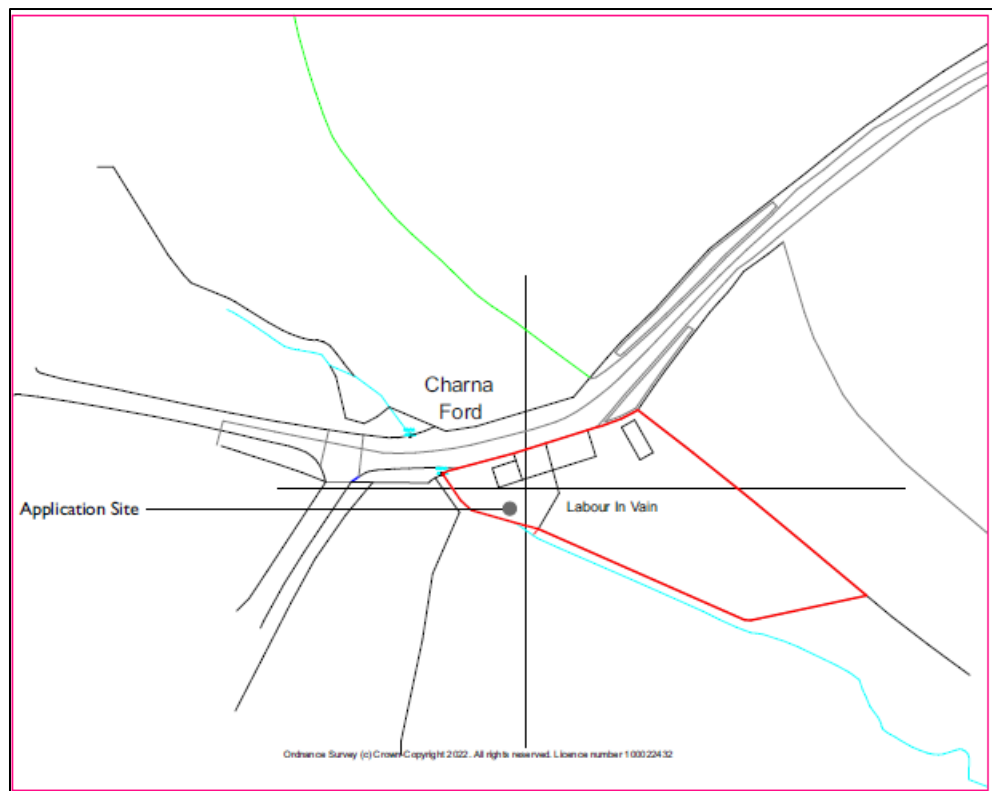 Charna
Ford
Application Site
Labour In Vain
Ordnance Survey (c) Crown Copyright 2022. All rights reserved. Licence number 100022432